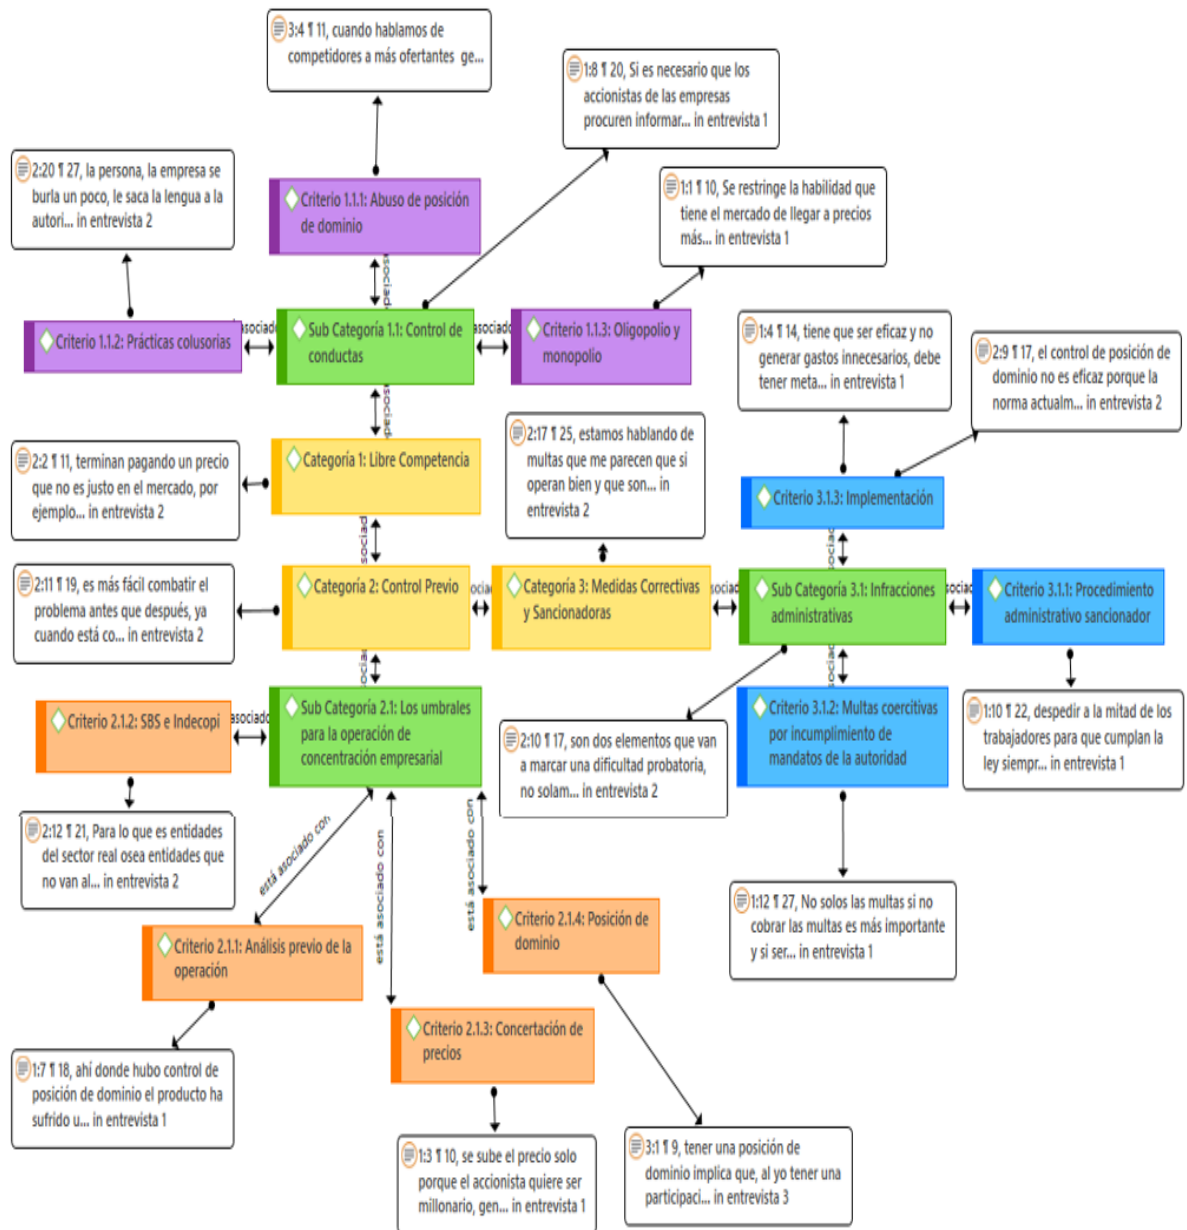 3:4 ¶ 11, cuando hablamos de
competidores a más ofertantes ge...
1:8 ¶ 20, Si es necesario que los
accionistas de las empresas
procuren informar... in entrevista 1
2:20 ¶ 27, la persona, la empresa se
burla un poco, le saca la lengua a la
autori... in entrevista 2
Criterio 1.1.1: Abuso de posición
de dominio
1:1 ¶ 10, Se restringe la habilidad que
tiene el mercado de llegar a precios
más... in entrevista 1
asociad
Criterio 1.1.2: Prácticas colusorias
asociado
Sub Categoría 1.1: Control de
conductas
asociado
Criterio 1.1.3: Oligopolio y
monopolio
1:4 ¶ 14, tiene que ser eficaz y no
generar gastos innecesarios, debe
tener meta... in entrevista 1
2:9 ¶ 17, el control de posición de
dominio no es eficaz porque la
norma actualm... in entrevista 2
asociad
2:2 ¶ 11, terminan pagando un precio
que no es justo en el mercado, por
ejemplo... in entrevista 2
Categoría 1: Libre Competencia
2:17 ¶ 25, estamos hablando de
multas que me parecen que si
operan bien y que son... in
entrevista 2
Criterio 3.1.3: Implementación
sociad
sociad
2:11 ¶ 19, es más fácil combatir el
problema antes que después, ya
cuando está co... in entrevista 2
Categoría 2: Control Previo
ociad
Categoría 3: Medidas Correctivas
y Sancionadoras
sociad
Sub Categoría 3.1: Infracciones
administrativas
sociad
Criterio 3.1.1: Procedimiento
administrativo sancionador
sociad
sociad
Criterio 2.1.2: SBS e Indecopi
asociado
Sub Categoría 2.1: Los umbrales
para la operación de
concentración empresarial
2:10 ¶ 17, son dos elementos que van
a marcar una dificultad probatoria,
no solam... in entrevista 2
Criterio 3.1.2: Multas coercitivas
por incumplimiento de
mandatos de la autoridad
1:10 ¶ 22, despedir a la mitad de los
trabajadores para que cumplan la
ley siempr... in entrevista 1
2:12 ¶ 21, Para lo que es entidades
del sector real osea entidades que
no van al... in entrevista 2
está asociado con
está asociado con
está asociado con
Criterio 2.1.1: Análisis previo de la
operación
Criterio 2.1.4: Posición de
dominio
1:12 ¶ 27, No solos las multas si no
cobrar las multas es más importante
y si ser... in entrevista 1
Criterio 2.1.3: Concertación de
precios
1:7 ¶ 18, ahí donde hubo control de
posición de dominio el producto ha
sufrido u... in entrevista 1
1:3 ¶ 10, se sube el precio solo
porque el accionista quiere ser
millonario, gen... in entrevista 1
3:1 ¶ 9, tener una posición de
dominio implica que, al yo tener una
participaci... in entrevista 3